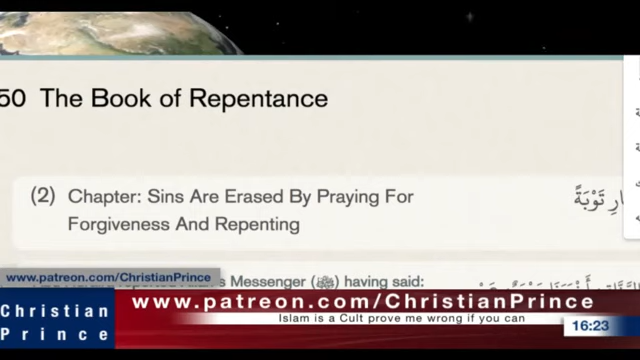 50 The Book of Repentance
(2) Chapter: Sins Are Erased By Praying For
Forgiveness And Repenting
ارِ تَوْبَةً
www.patreon.com/ChristianPrince
Messenger (ﷺ) having said:
www.patreon.com/ChristianPrince
Christian
Prince
Islam is a Cult prove me wrong if you can
16:23